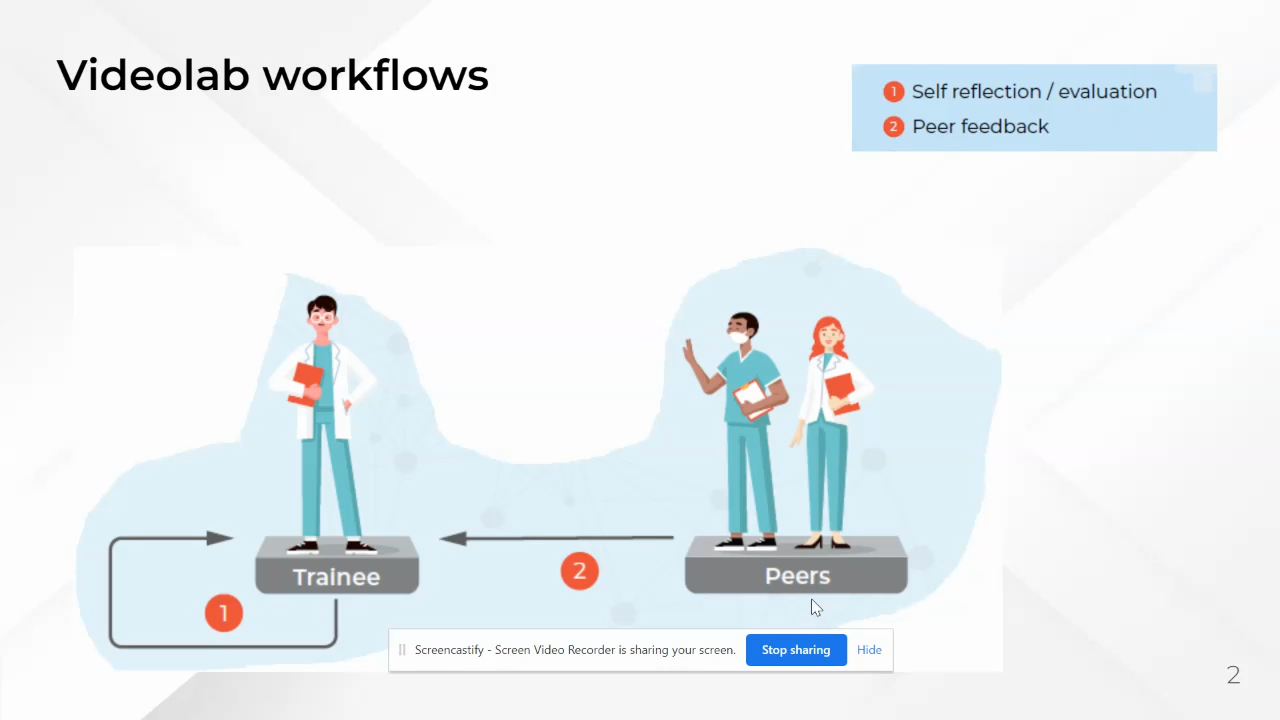 Videolab workflows
1 Self reflection / evaluation
2 Peer feedback
Trainee
Peers
1
2
Screencastify - Screen Video Recorder is sharing your screen. Stop sharing Hide
2